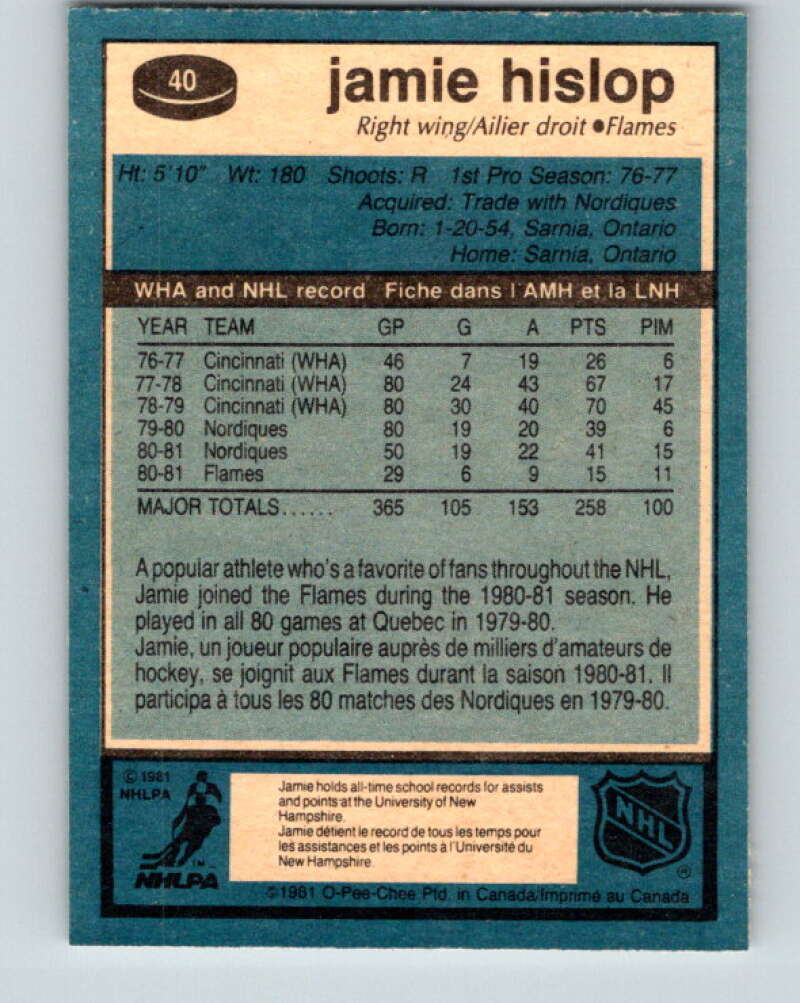 40
jamie hislop
Right wing/Ailier droit ●Flames
Ht: 5'10" Wt: 180 Shoots: R 1st Pro Season: 76-77
Acquired: Trade with Nordiques
Born: 1-20-54, Sarnia, Ontario
Home: Sarnia, Ontario
WHA and NHL record Fiche dans l'AMH et la LNH
YEAR TEAM GP G A PTS PIM
76-77 Cincinnati (WHA) 46 7 19 26 6
77-78 Cincinnati (WHA) 80 24 43 67 17
78-79 Cincinnati (WHA) 80 30 40 70 45
79-80 Nordiques 80 19 20 39 6
80-81 Nordiques 50 19 22 41 15
80-81 Flames 29 6 9 15 11
MAJOR TOTALS...... 365 105 153 258 100
A popular athlete who's a favorite of fans throughout the NHL,
Jamie joined the Flames during the 1980-81 season. He
played in all 80 games at Quebec in 1979-80.
Jamie, un joueur populaire auprès de milliers d'amateurs de
hockey, se joignit aux Flames durant la saison 1980-81. Il
participa à tous les 80 matches des Nordiques en 1979-80.
© 1981
NHLPA
Jamie holds all-time school records for assists
and points at the University of New
Hampshire.
Jamie détient le record de tous les temps pour
les assistances et les points à l'Université du
New Hampshire.
NHL
®
TM
NHLPA
©1981 O-Pee-Chee Ptd. in Canada/Imprimé au Canada